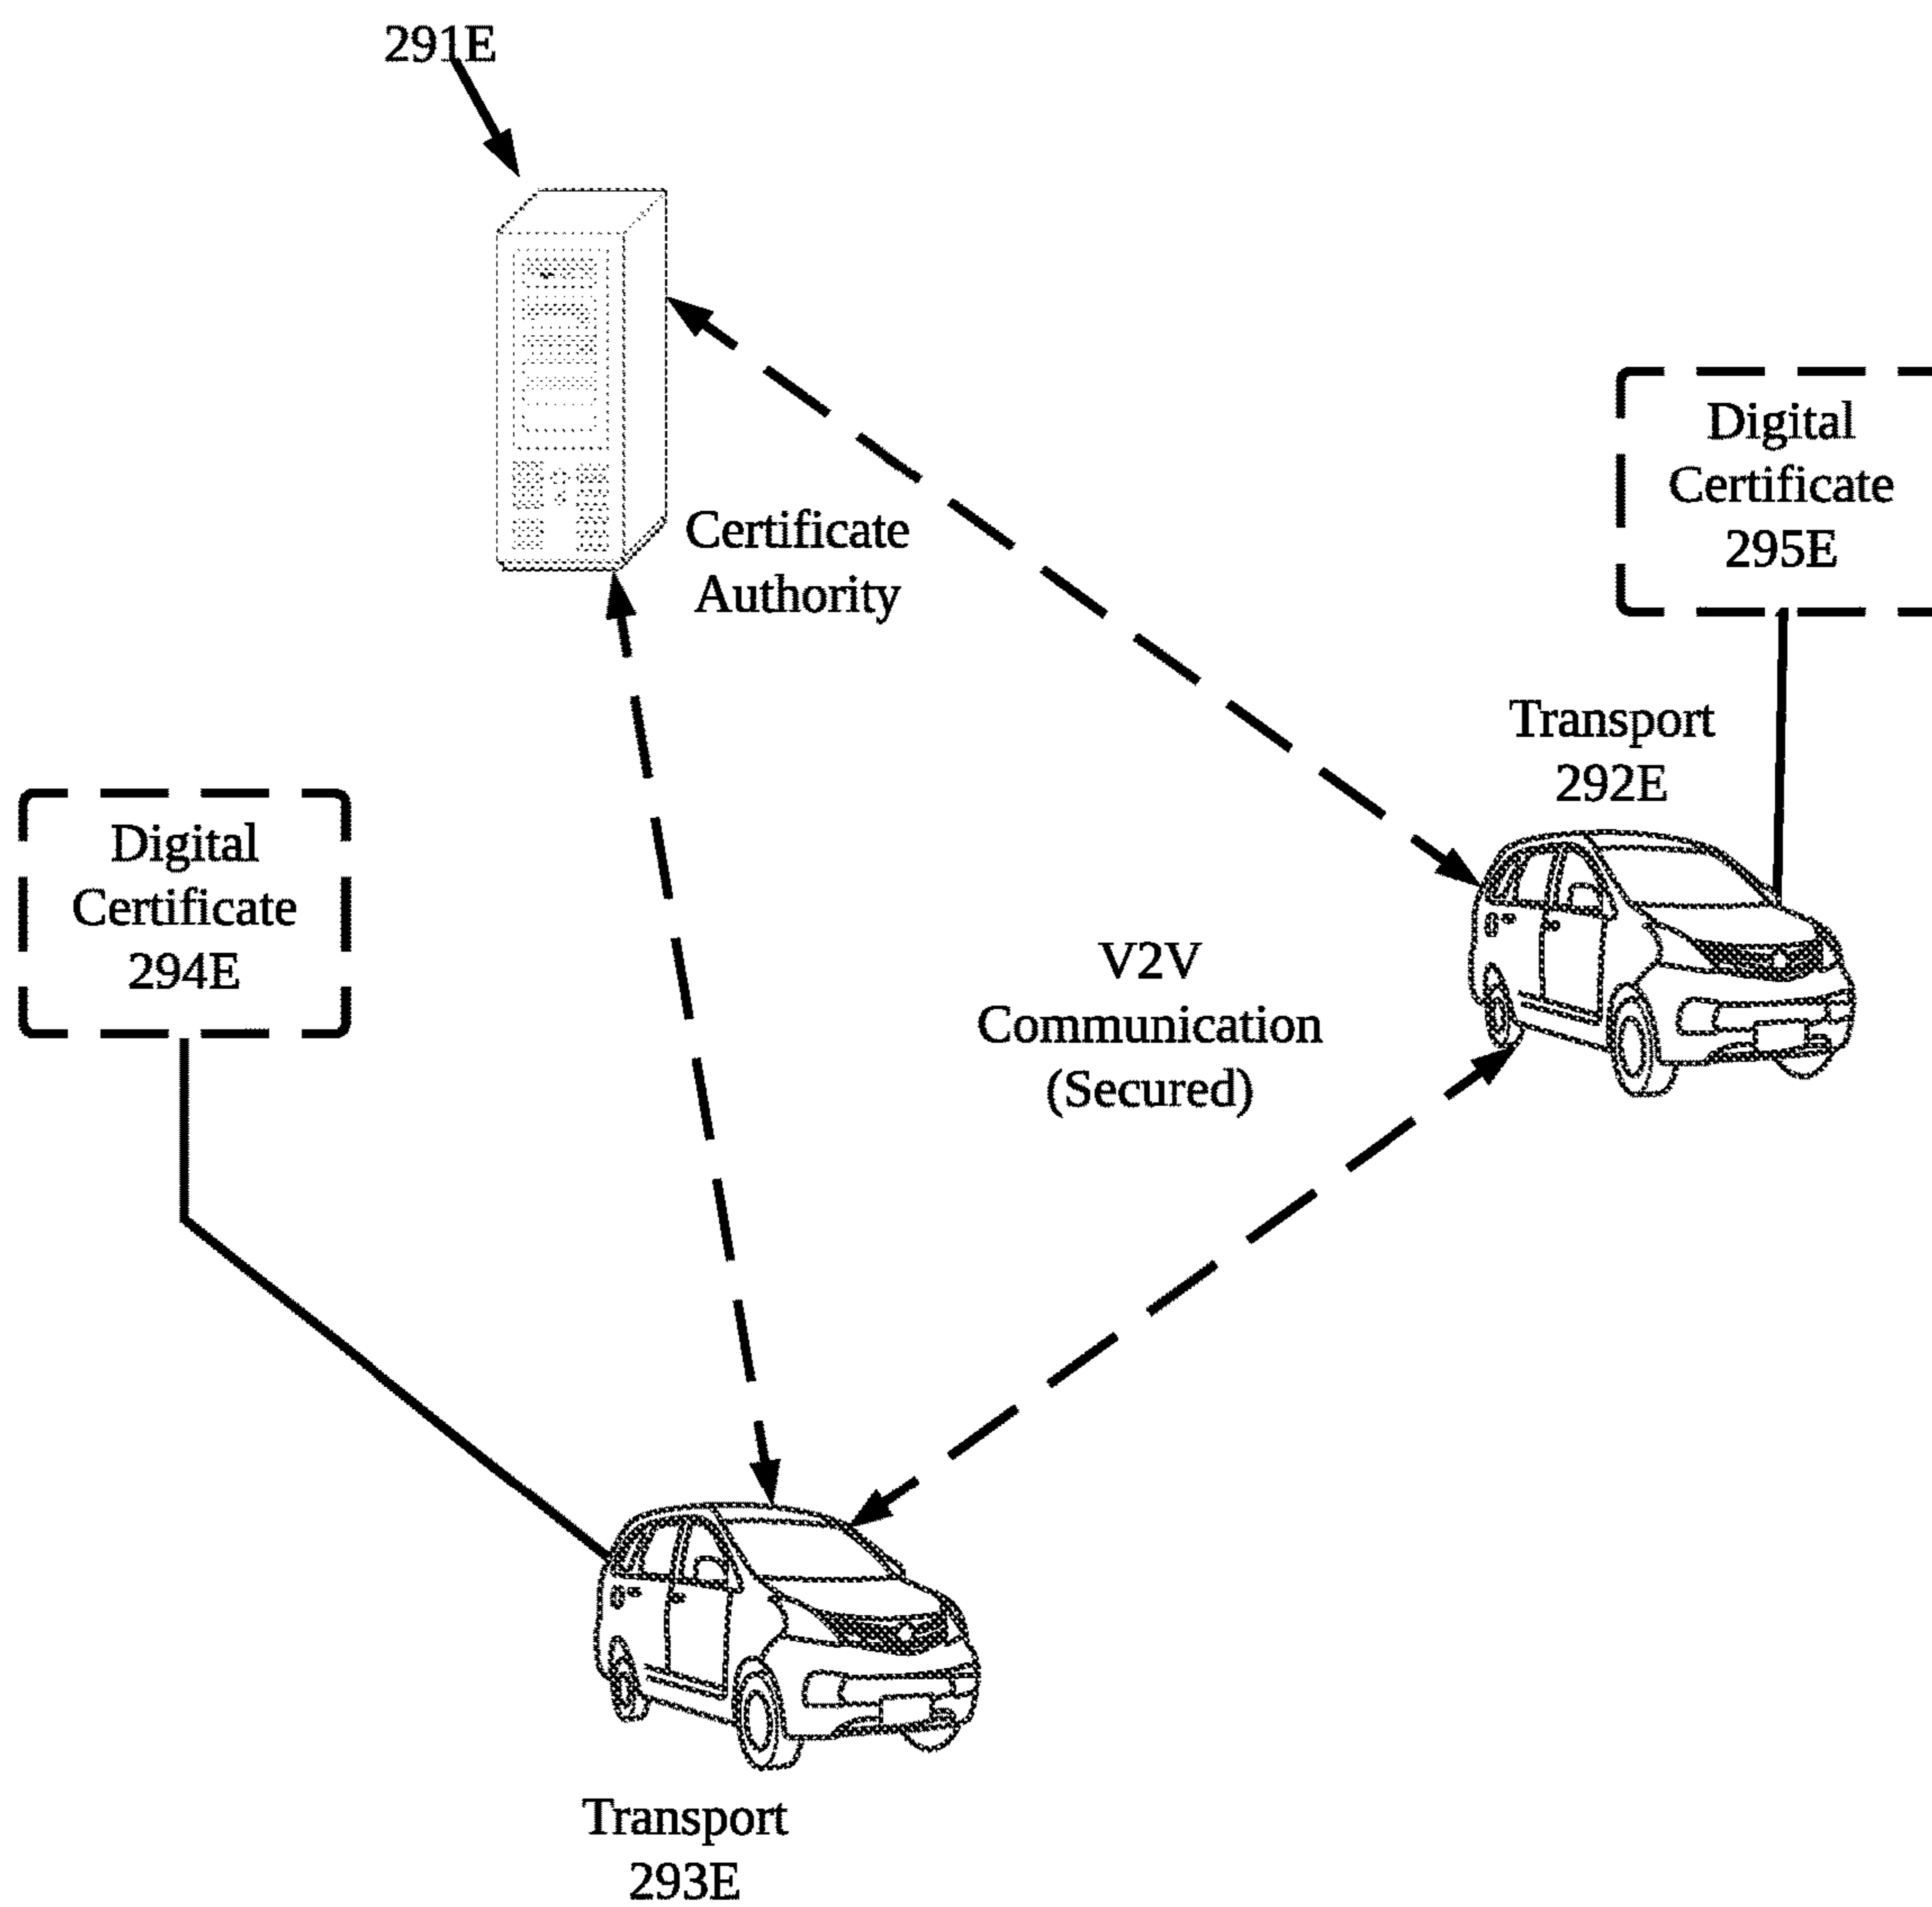 291E
Certificate
Authority
Digital
Certificate
295E
Transport
292E
Digital
Certificate
294E
V2V
Communication
(Secured)
Transport
293E